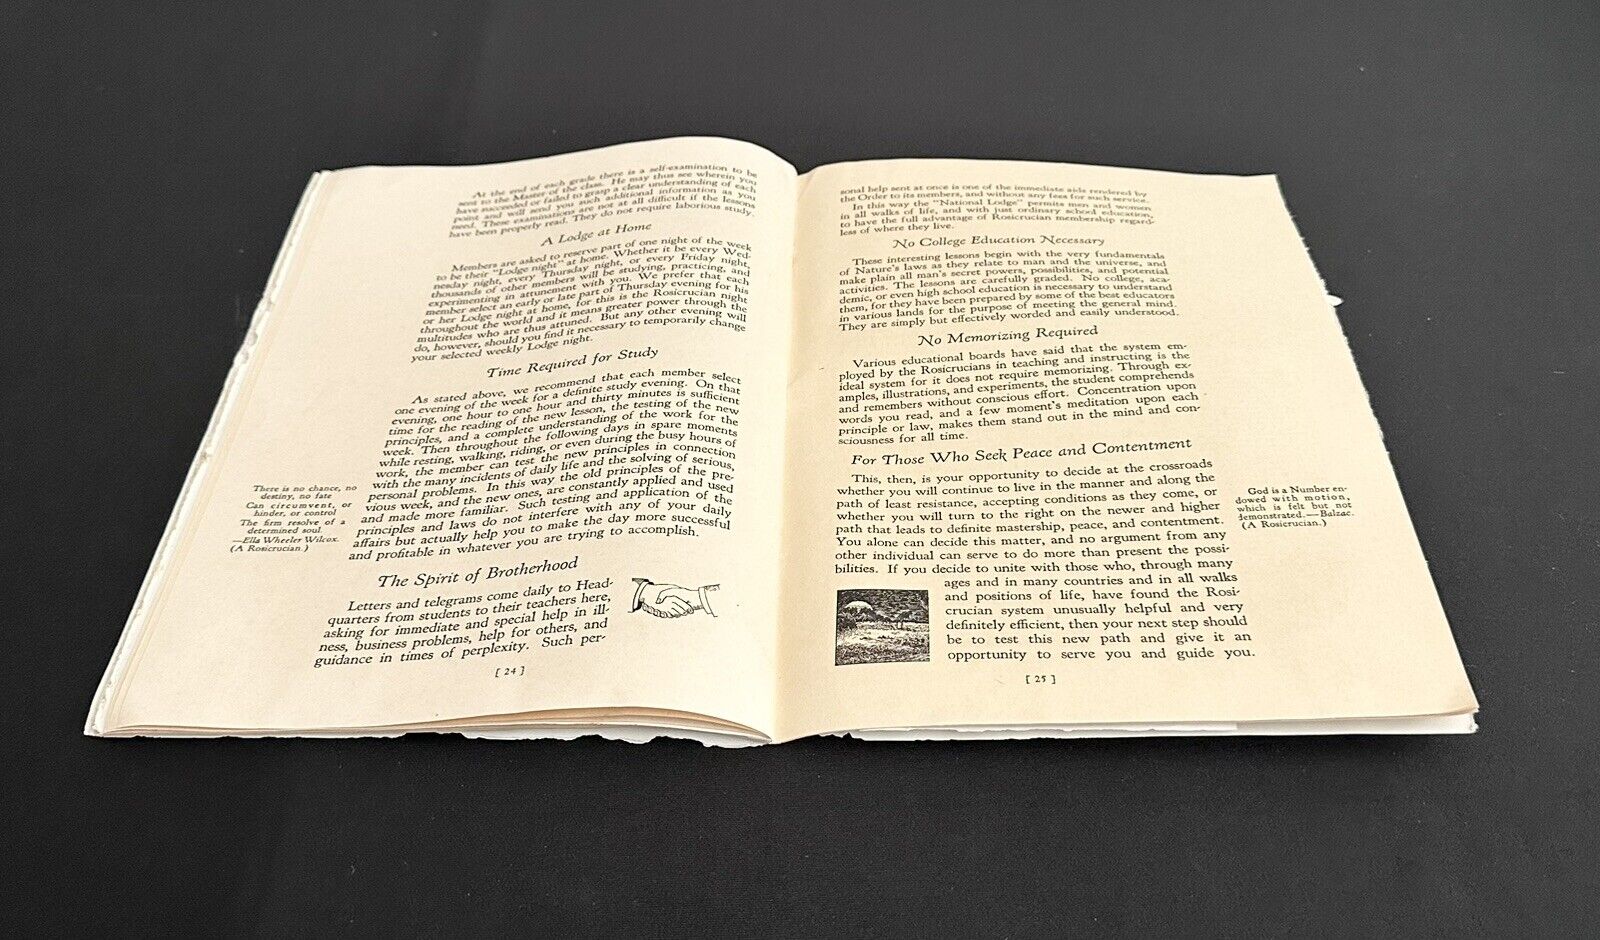 At the end of each grade there is a self-examination to be
sent to the Master of the class. He may thus see wherein you
have succeeded or failed to grasp a clear understanding of each
point and will send you such additional information as you
need. These examinations are not at all difficult if the lessons
have been properly read. They do not require laborious study.
A Lodge at Home
Members are asked to reserve part of one night of the week
to be their "Lodge night" at home. Whether it be every Wed-
nesday night, every Thursday night, or every Friday night,
thousands of other members will be studying, practicing, and
experimenting in attunement with you. We prefer that each
member select an early or late part of Thursday evening for his
or her Lodge night at home, for this is the Rosicrucian night
throughout the world and it means greater power through the
multitudes who are thus attuned. But any other evening will
do, however, should you find it necessary to temporarily change
your selected weekly Lodge night.
Time Required for Study
As stated above, we recommend that each member select
one evening of the week for a definite study evening. On that
evening, one hour to one hour and thirty minutes is sufficient
time for the reading of the new lesson, the testing of the new
principles, and a complete understanding of the work for the
week. Then throughout the following days in spare moments
while resting, walking, riding, or even during the busy hours of
work, the member can test the new principles in connection
with the many incidents of daily life and the solving of serious,
personal problems. In this way the old principles of the pre-
vious week, and the new ones, are constantly applied and used
and made more familiar. Such testing and application of the
principles and laws do not interfere with any of your daily
affairs but actually help you to make the day more successful
and profitable in whatever you are trying to accomplish.
There is no chance, no
destiny, no fate
Can circumvent, or
hinder, or control
The firm resolve of a
determined soul.
—Ella Wheeler Wilcox.
(A Rosicrucian.)
The Spirit of Brotherhood
Letters and telegrams come daily to Head-
quarters from students to their teachers here,
asking for immediate and special help in ill-
ness, business problems, help for others, and
guidance in times of perplexity. Such per-
[ 24 ]
sonal help sent at once is one of the immediate aids rendered by
the Order to its members, and without any fees for such service.
In this way the "National Lodge" permits men and women
in all walks of life, and with just ordinary school education,
to have the full advantage of Rosicrucian membership regard-
less of where they live.
No College Education Necessary
These interesting lessons begin with the very fundamentals
of Nature's laws as they relate to man and the universe, and
make plain all man's secret powers, possibilities, and potential
activities. The lessons are carefully graded. No college, aca-
demic, or even high school education is necessary to understand
them, for they have been prepared by some of the best educators
in various lands for the purpose of meeting the general mind.
They are simply but effectively worded and easily understood.
No Memorizing Required
Various educational boards have said that the system em-
ployed by the Rosicrucians in teaching and instructing is the
ideal system for it does not require memorizing. Through ex-
amples, illustrations, and experiments, the student comprehends
and remembers without conscious effort. Concentration upon
words you read, and a few moment's meditation upon each
principle or law, makes them stand out in the mind and con-
sciousness for all time.
For Those Who Seek Peace and Contentment
This, then, is your opportunity to decide at the crossroads
whether you will continue to live in the manner and along the
path of least resistance, accepting conditions as they come, or
whether you will turn to the right on the newer and higher
path that leads to definite mastership, peace, and contentment.
You alone can decide this matter, and no argument from any
other individual can serve to do more than present the possi-
bilities. If you decide to unite with those who, through many
ages and in many countries and in all walks
and positions of life, have found the Rosi-
crucian system unusually helpful and very
definitely efficient, then your next step should
be to test this new path and give it an
opportunity to serve you and guide you.
God is a Number en-
dowed with motion,
which is felt but not
demonstrated.—Balzac.
(A Rosicrucian.)
[ 25 ]